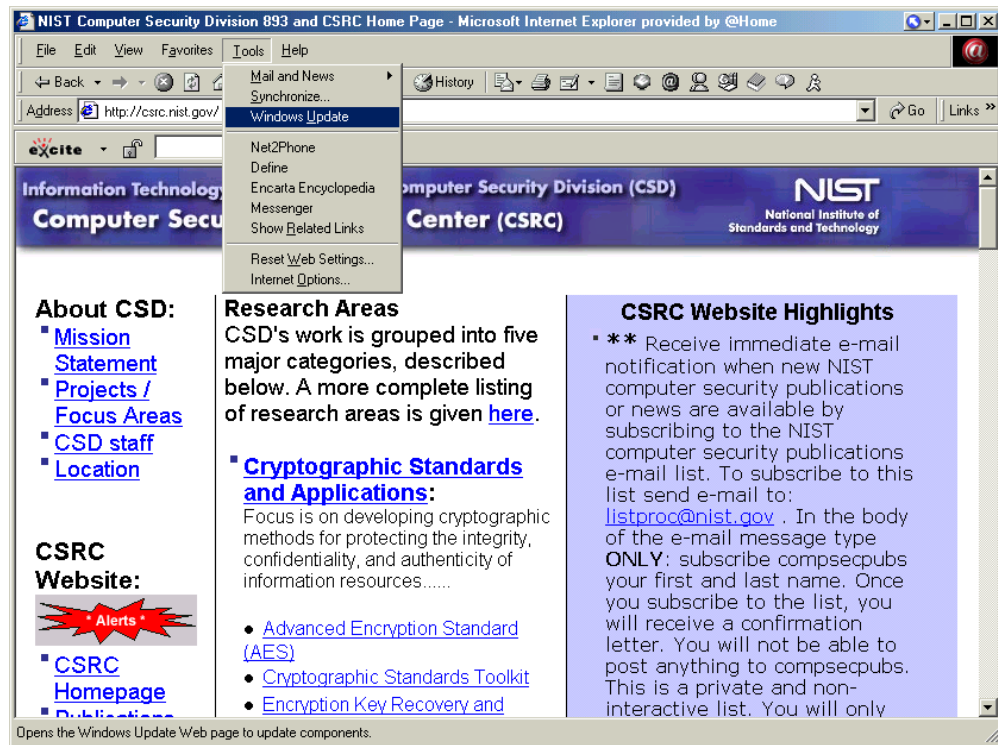 NIST Computer Security Division 893 and CSRC Home Page - Microsoft Internet Explorer provided by @Home
File Edit View Favorites Tools Help
Back
History
Address http://csrc.nist.gov/
Go Links »
excite
Mail and News
Synchronize...
Windows Update
Net2Phone
Define
Encarta Encyclopedia
Messenger
Show Related Links
Reset Web Settings...
Internet Options...
Information Computer Security Division (CSD)
Computer Center (CSRC)
NIST
National Institute of
Standards and Technology
About CSD:
Mission
Statement
Projects /
Focus Areas
CSD staff
Location
CSRC
Website:
* Alerts *
CSRC
Homepage
Publications
Research Areas
CSD's work is grouped into five
major categories, described
below. A more complete listing
of research areas is given here.
Cryptographic Standards
and Applications:
Focus is on developing cryptographic
methods for protecting the integrity,
confidentiality, and authenticity of
information resources......
Advanced Encryption Standard
(AES)
Cryptographic Standards Toolkit
Encryption Key Recovery and
CSRC Website Highlights
** Receive immediate e-mail
notification when new NIST
computer security publications
or news are available by
subscribing to the NIST
computer security publications
e-mail list. To subscribe to this
list send e-mail to:
listproc@nist.gov . In the body
of the e-mail message type
ONLY: subscribe compsecpubs
your first and last name. Once
you subscribe to the list, you
will receive a confirmation
letter. You will not be able to
post anything to compsecpubs.
This is a private and non-
interactive list. You will only
Opens the Windows Update Web page to update components.